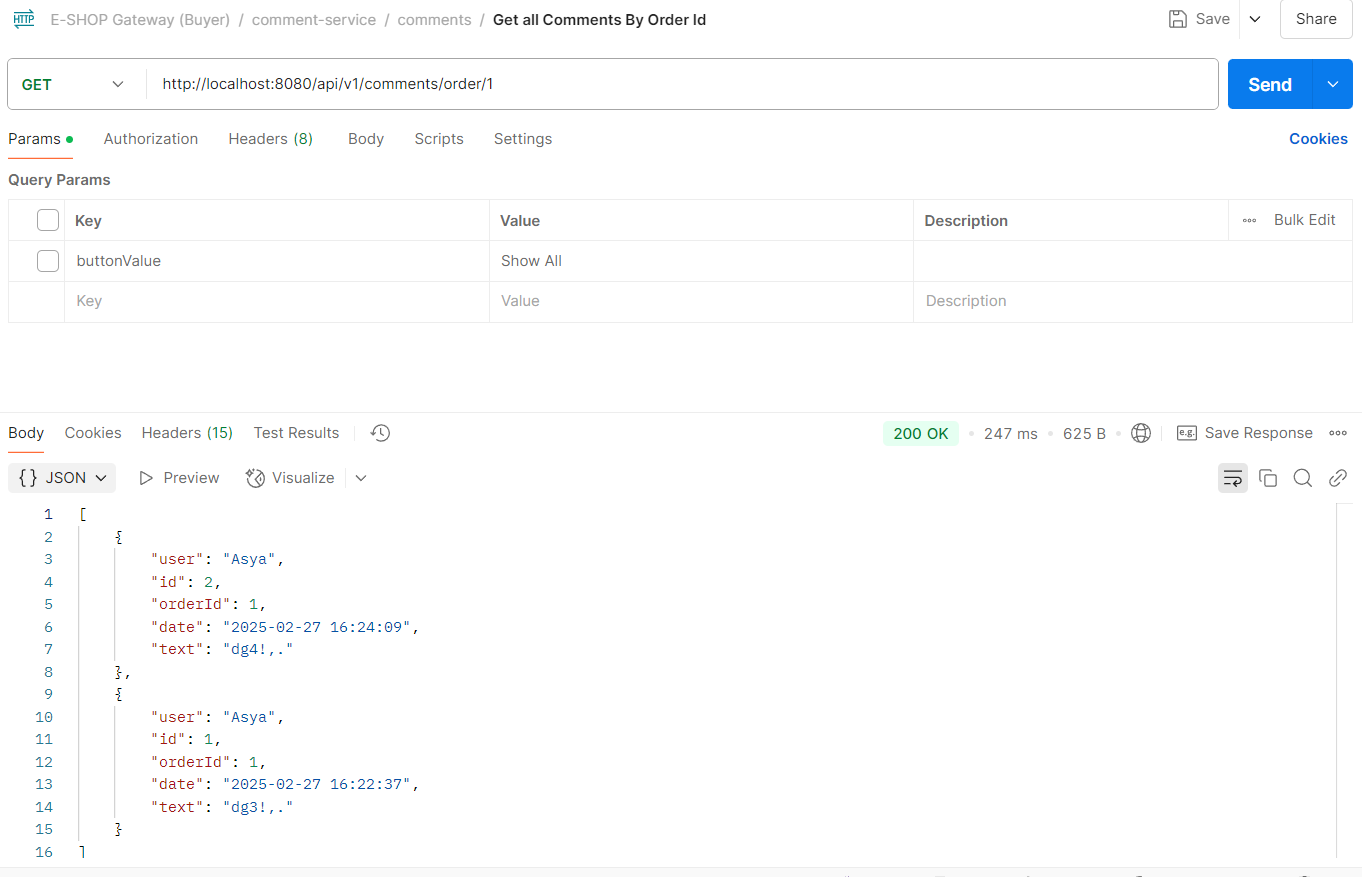 HTTP E-SHOP Gateway (Buyer) / comment-service / comments / Get all Comments By Order Id Save Share
GET http://localhost:8080/api/v1/comments/order/1 Send
Params Authorization Headers (8) Body Scripts Settings Cookies
Query Params
Key Value Description Bulk Edit
buttonValue Show All
Key Value Description
Body Cookies Headers (15) Test Results 200 OK 247 ms 625 B e.g. Save Response
{} JSON Preview Visualize
1 [
2 {
3 "user": "Asya",
4 "id": 2,
5 "orderId": 1,
6 "date": "2025-02-27 16:24:09",
7 "text": "dg4!,."
8 },
9 {
10 "user": "Asya",
11 "id": 1,
12 "orderId": 1,
13 "date": "2025-02-27 16:22:37",
14 "text": "dg3!,."
15 }
16 ]